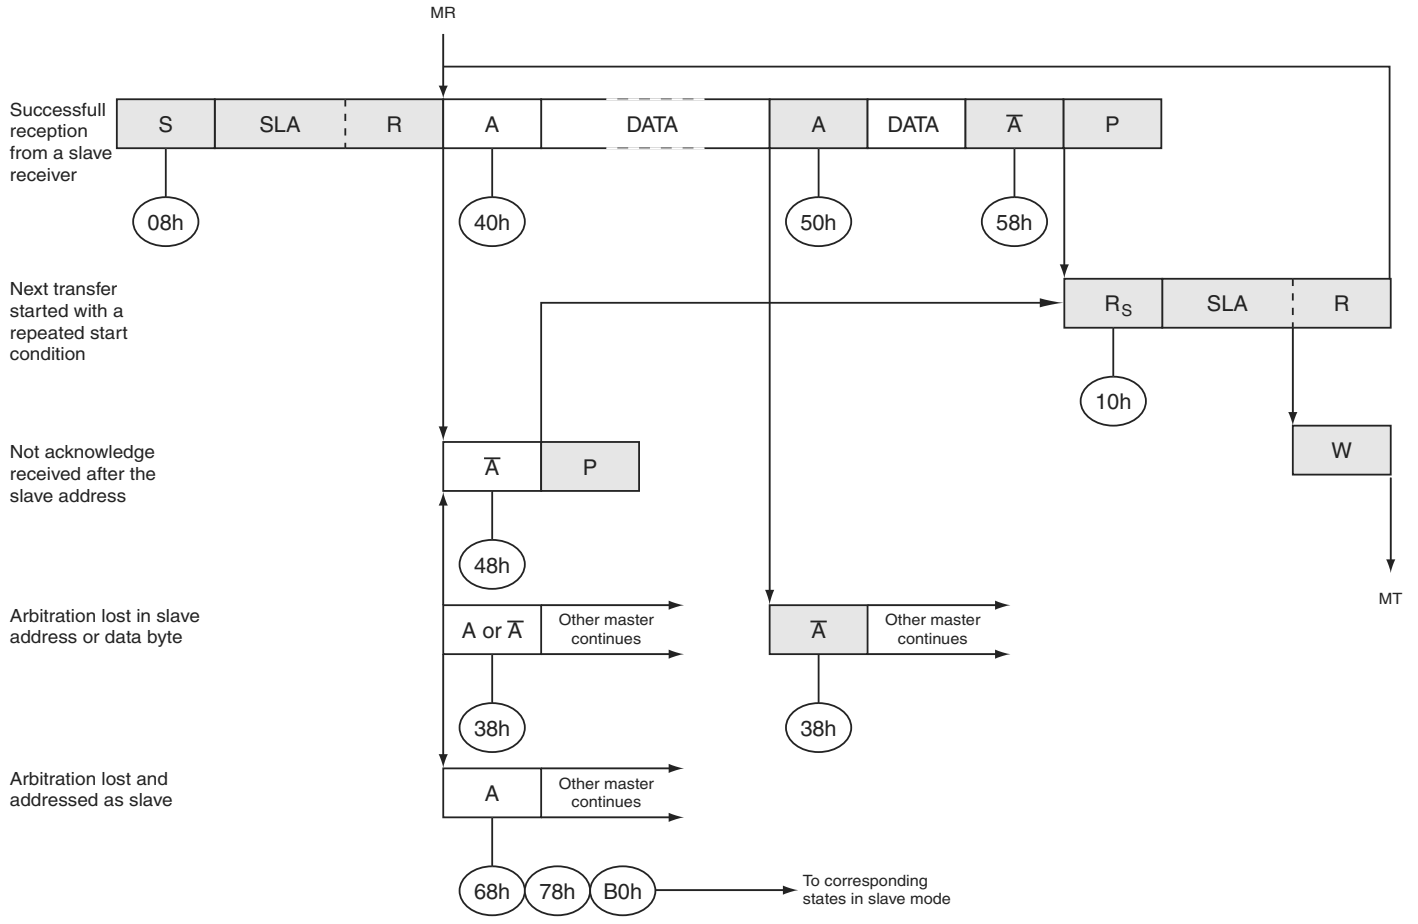 MR
Successfull
reception
from a slave
receiver
S SLA R A DATA A DATA A̅ P
08h 40h 50h 58h
Next transfer
started with a
repeated start
condition
RS SLA R
10h
Not acknowledge
received after the
slave address
A̅ P
W
48h
MT
Arbitration lost in slave
address or data byte
A or A̅
Other master
continues
A̅
Other master
continues
38h 38h
Arbitration lost and
addressed as slave
A
Other master
continues
68h 78h B0h
To corresponding
states in slave mode